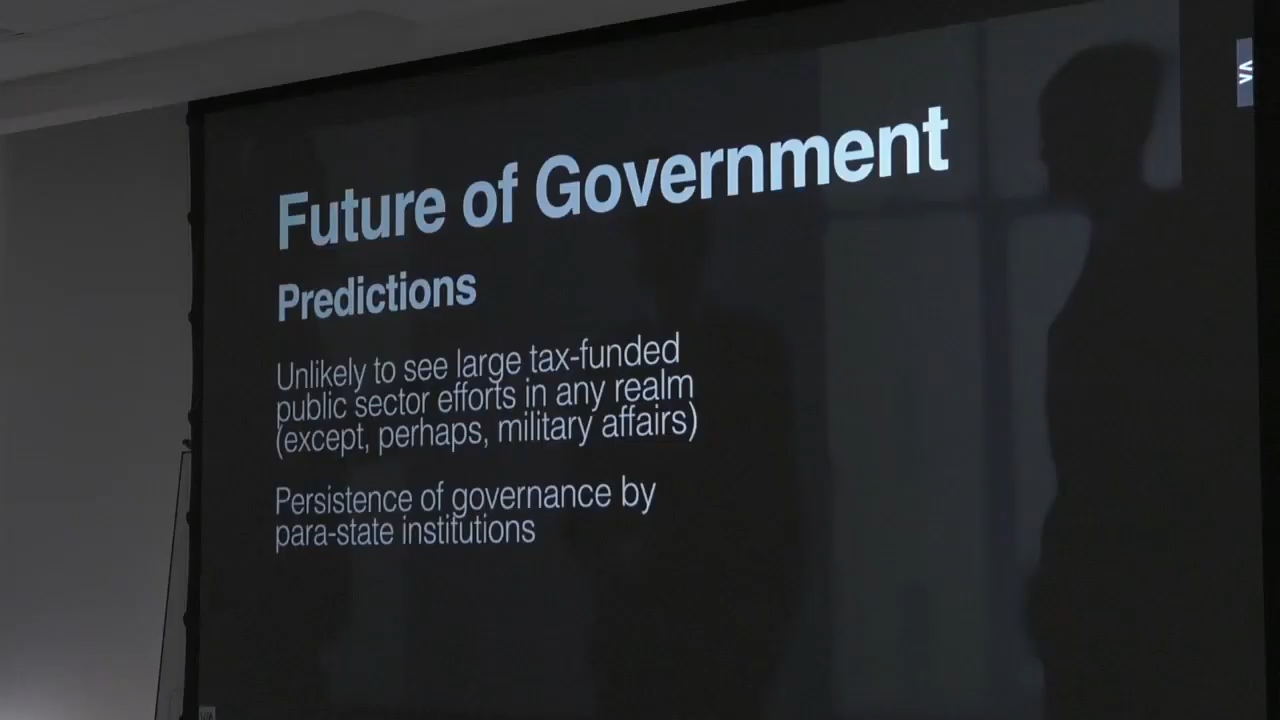 Future of Government
Predictions
Unlikely to see large tax-funded
public sector efforts in any realm
(except, perhaps, military affairs)
Persistence of governance by
para-state institutions